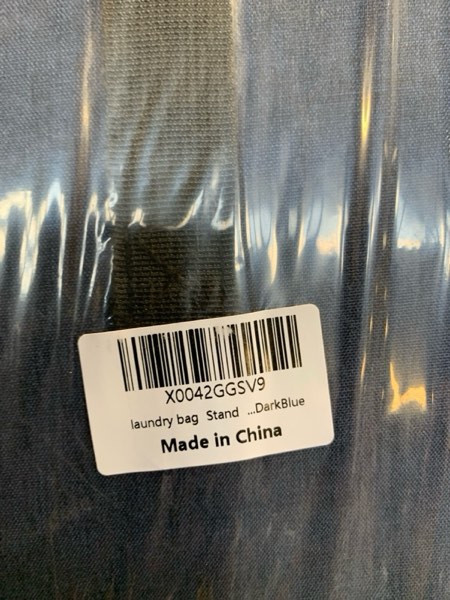 X0042GGSV9
laundry bag Stand ...DarkBlue
Made in China